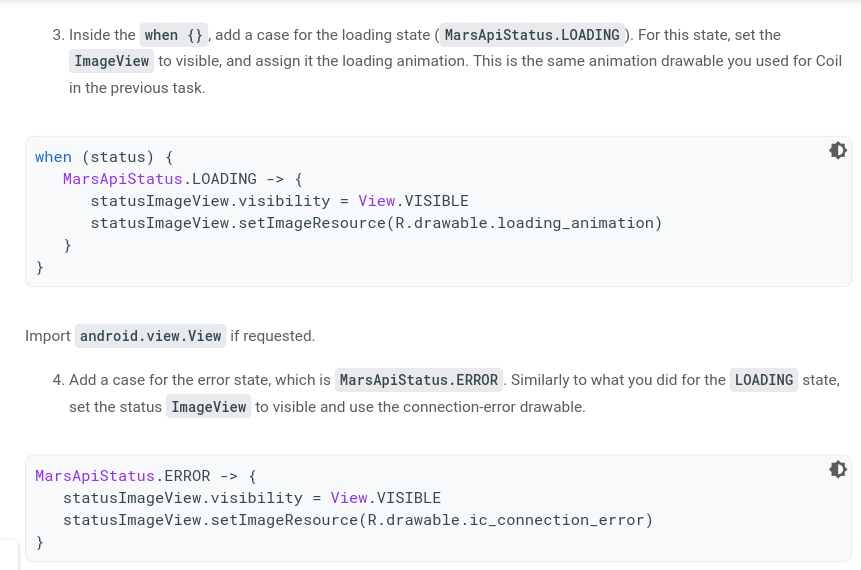 3. Inside the when {}, add a case for the loading state (MarsApiStatus.LOADING). For this state, set the
ImageView to visible, and assign it the loading animation. This is the same animation drawable you used for Coil
in the previous task.
when (status) {
   MarsApiStatus.LOADING -> {
      statusImageView.visibility = View.VISIBLE
      statusImageView.setImageResource(R.drawable.loading_animation)
   }
}
Import android.view.View if requested.
4. Add a case for the error state, which is MarsApiStatus.ERROR. Similarly to what you did for the LOADING state,
set the status ImageView to visible and use the connection-error drawable.
MarsApiStatus.ERROR -> {
   statusImageView.visibility = View.VISIBLE
   statusImageView.setImageResource(R.drawable.ic_connection_error)
}